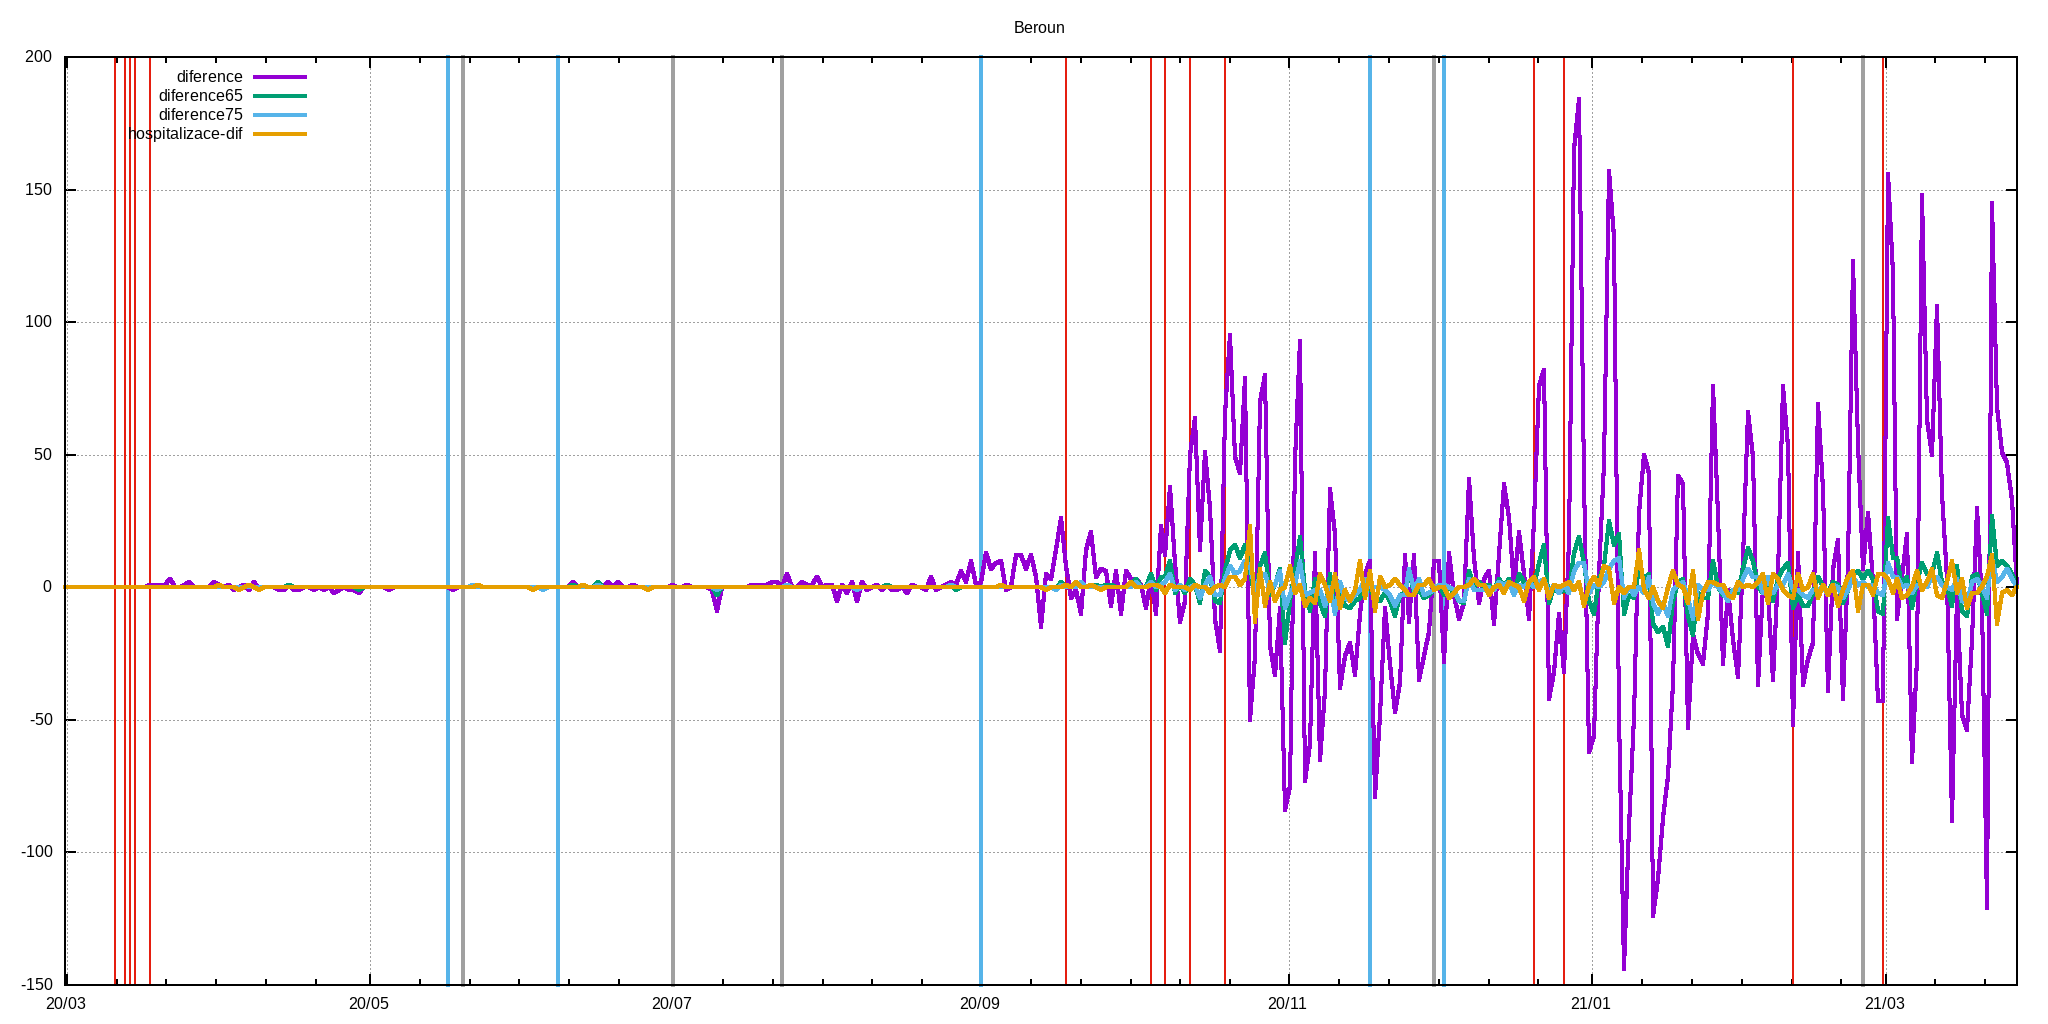 Beroun
200
150
100
50
0
-50
-100
-150
diference
diference65
diference75
hospitalizace-dif
20/03 20/05 20/07 20/09 20/11 21/01 21/03